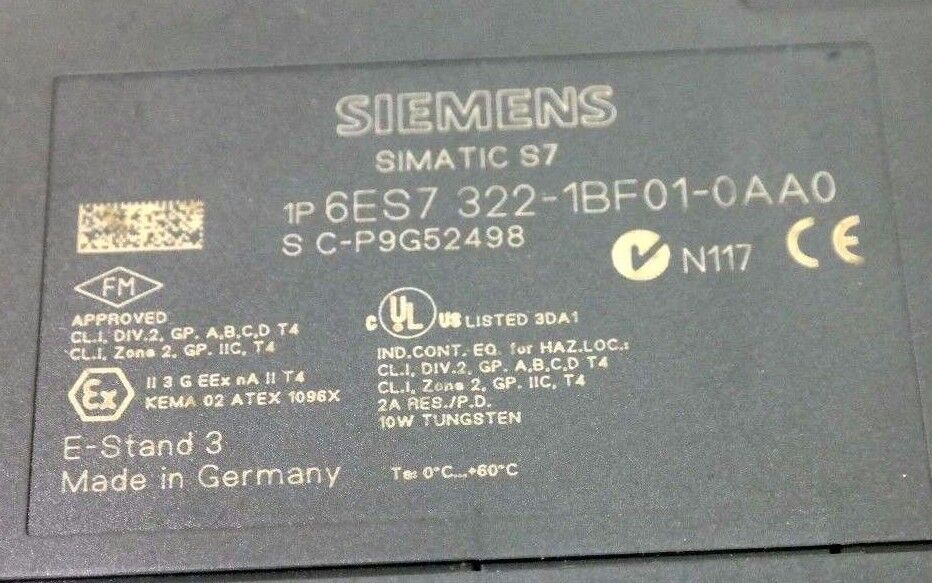 SIEMENS
SIMATIC S7
1P 6ES7 322-1BF01-0AA0
S C-P9G52498
N117 CE
FM
APPROVED
CL.I, DIV.2, GP. A,B,C,D T4
CL.I, Zone 2, GP. IIC, T4
Ex
II 3 G EEx nA II T4
KEMA 02 ATEX 1096X
E-Stand 3
Made in Germany
c UL US LISTED 3DA1
IND.CONT. EQ. for HAZ.LOC.:
CL.I, DIV.2, GP. A,B,C,D T4
CL.I, Zone 2, GP. IIC, T4
2A RES./P.D.
10W TUNGSTEN
Ta: 0°C...+60°C